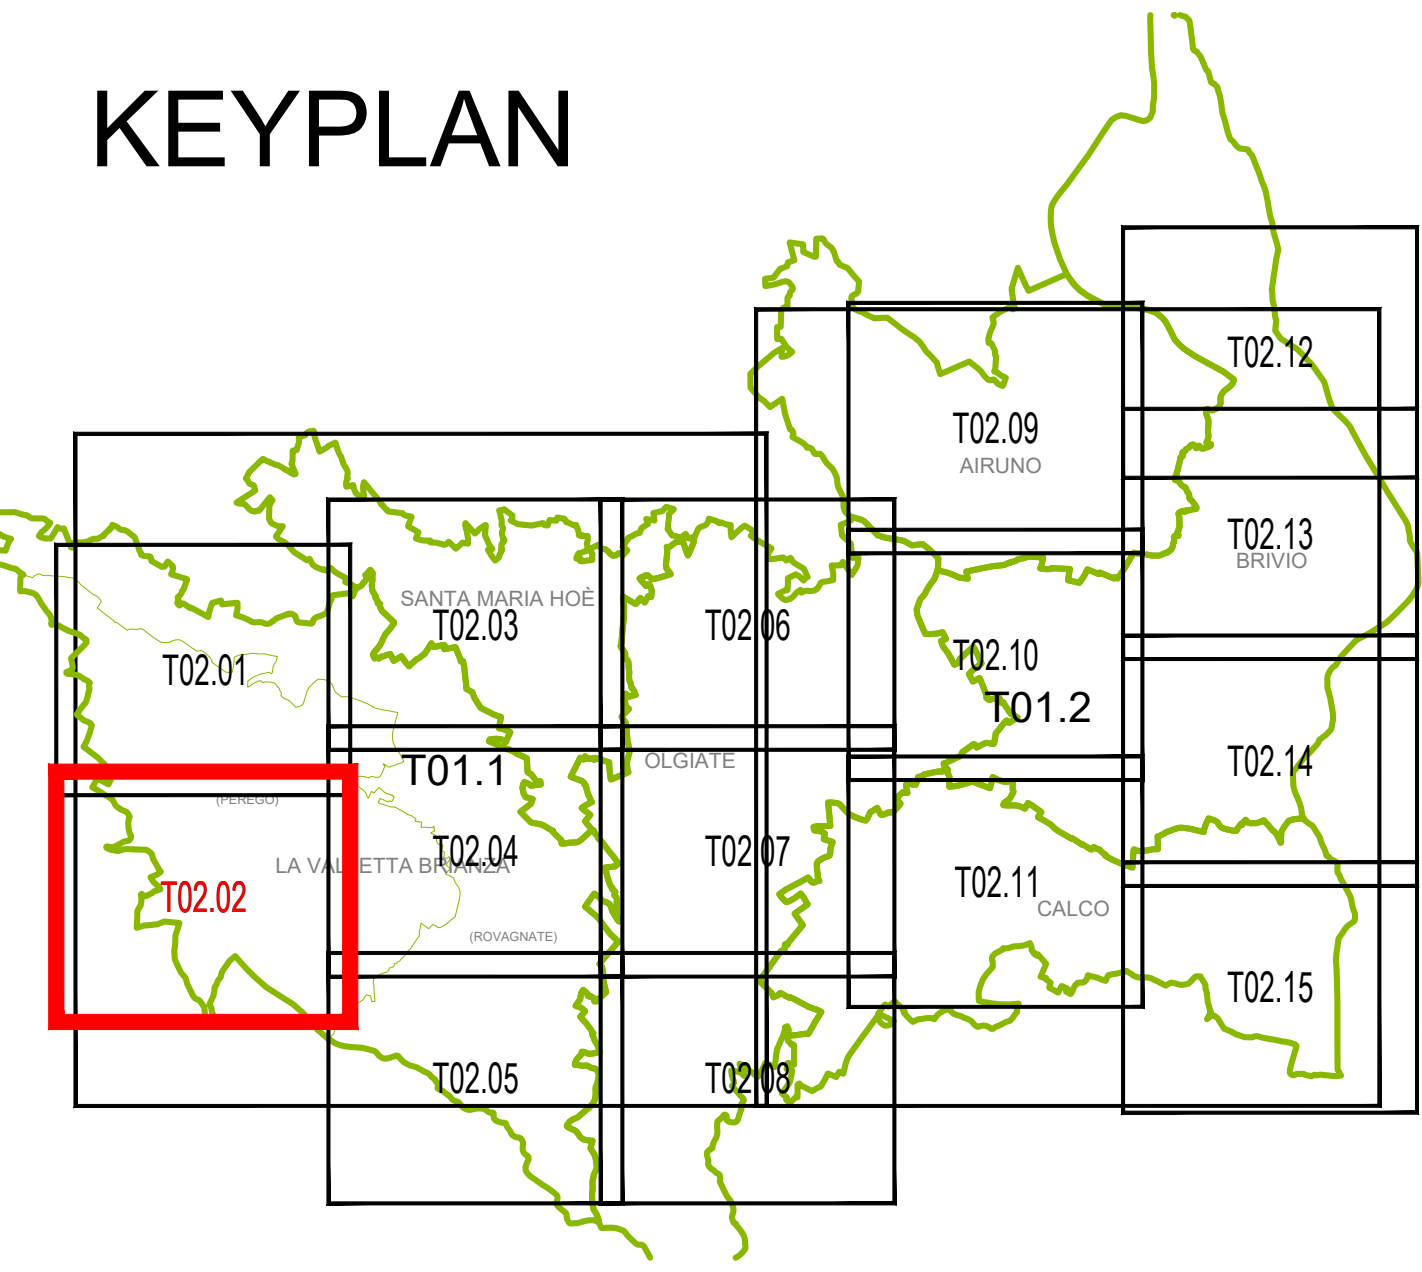 KEYPLAN
T02.12
T02.09
AIRUNO
T02.13
BRIVIO
SANTA MARIA HOÈ
T02.03
T02.06
T02.01
T02.10
T01.2
T01.1
OLGIATE
T02.14
(PEREGO)
T02.04
T02.07
LA VALLETTA BRIANZA
T02.02
T02.11
CALCO
(ROVAGNATE)
T02.15
T02.05
T02.08